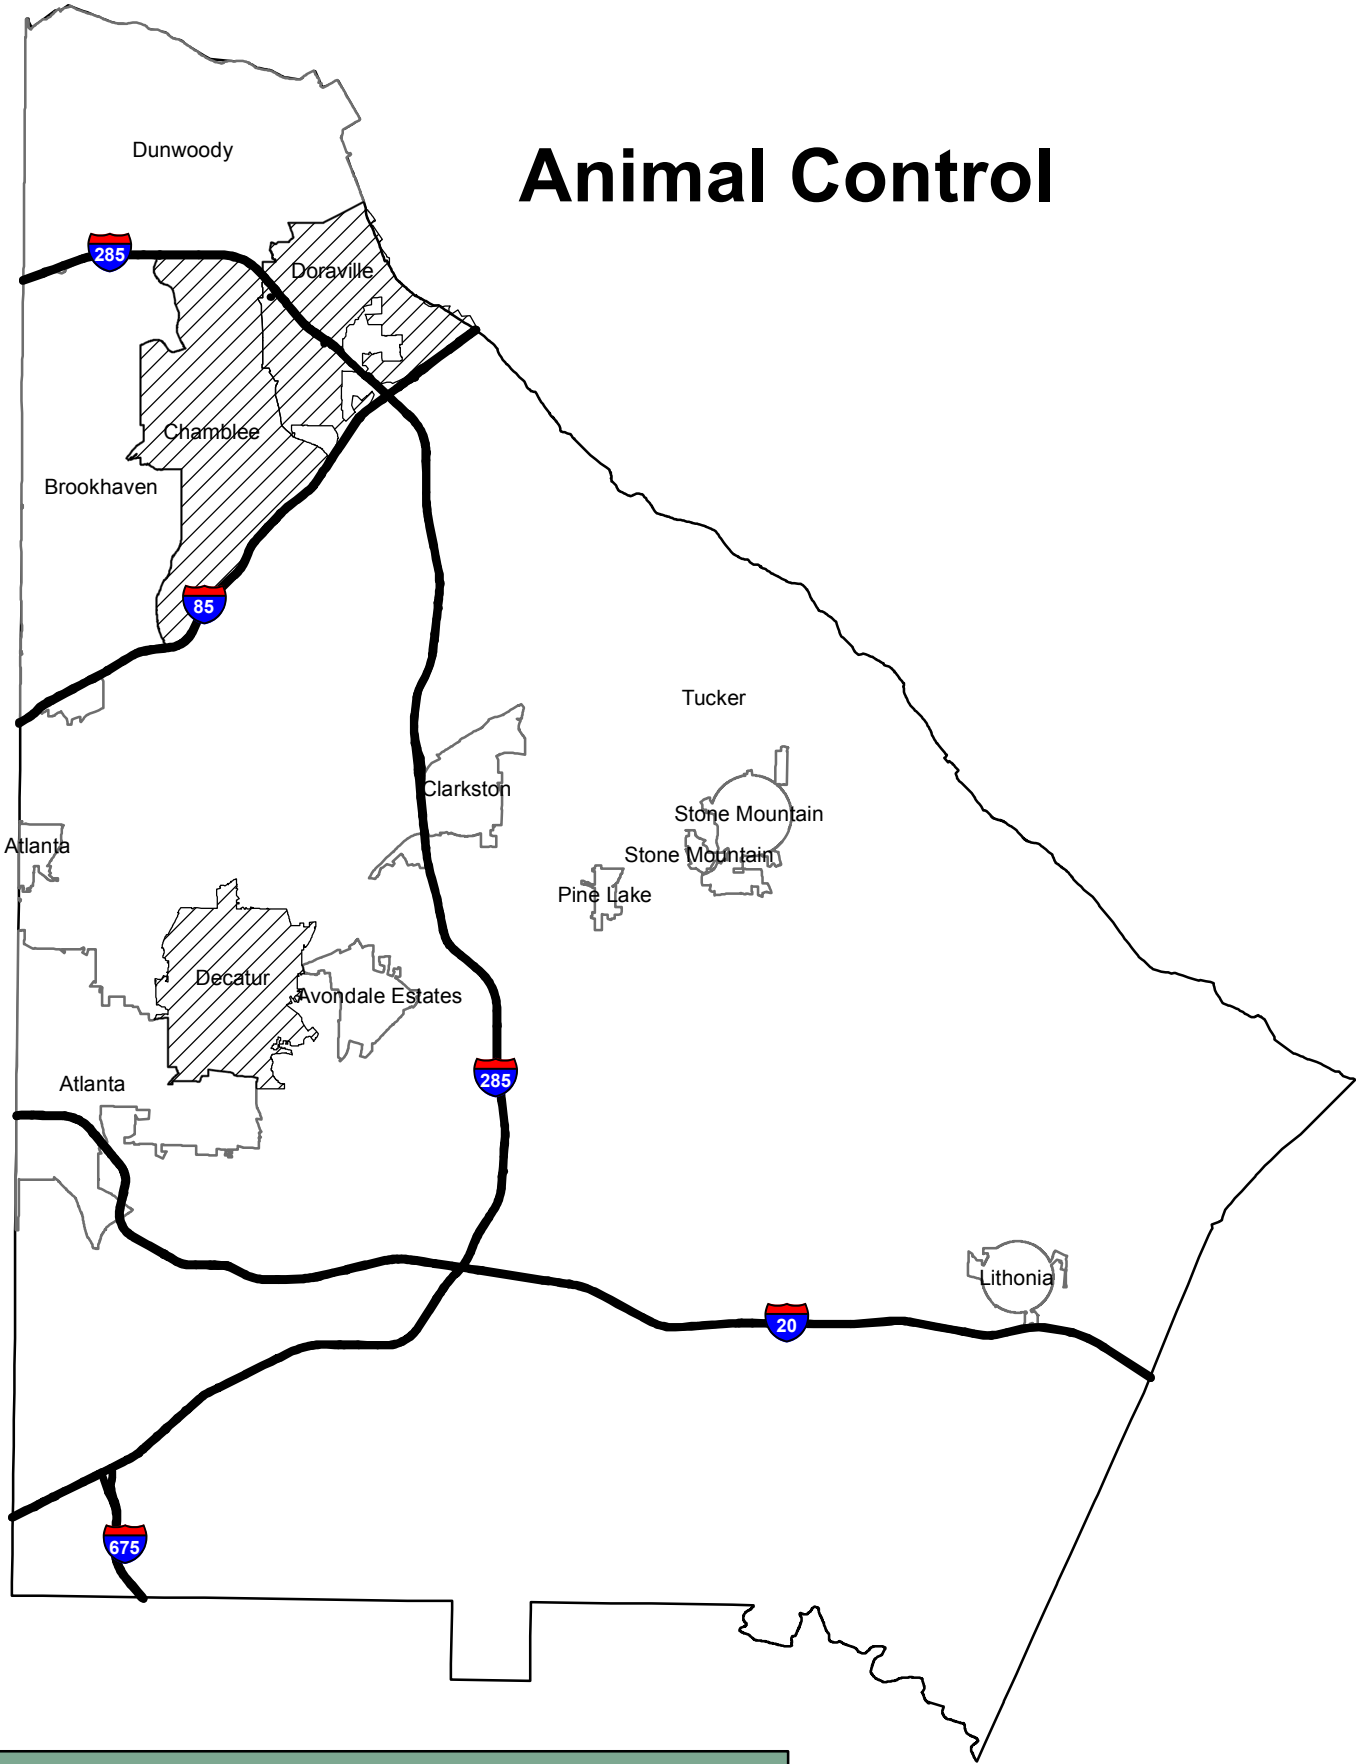 Dunwoody
Animal Control
285
Doraville
Chamblee
Brookhaven
85
Tucker
Clarkston
Stone Mountain
Atlanta
Stone Mountain
Pine Lake
Decatur
Avondale Estates
285
Atlanta
Lithonia
20
675